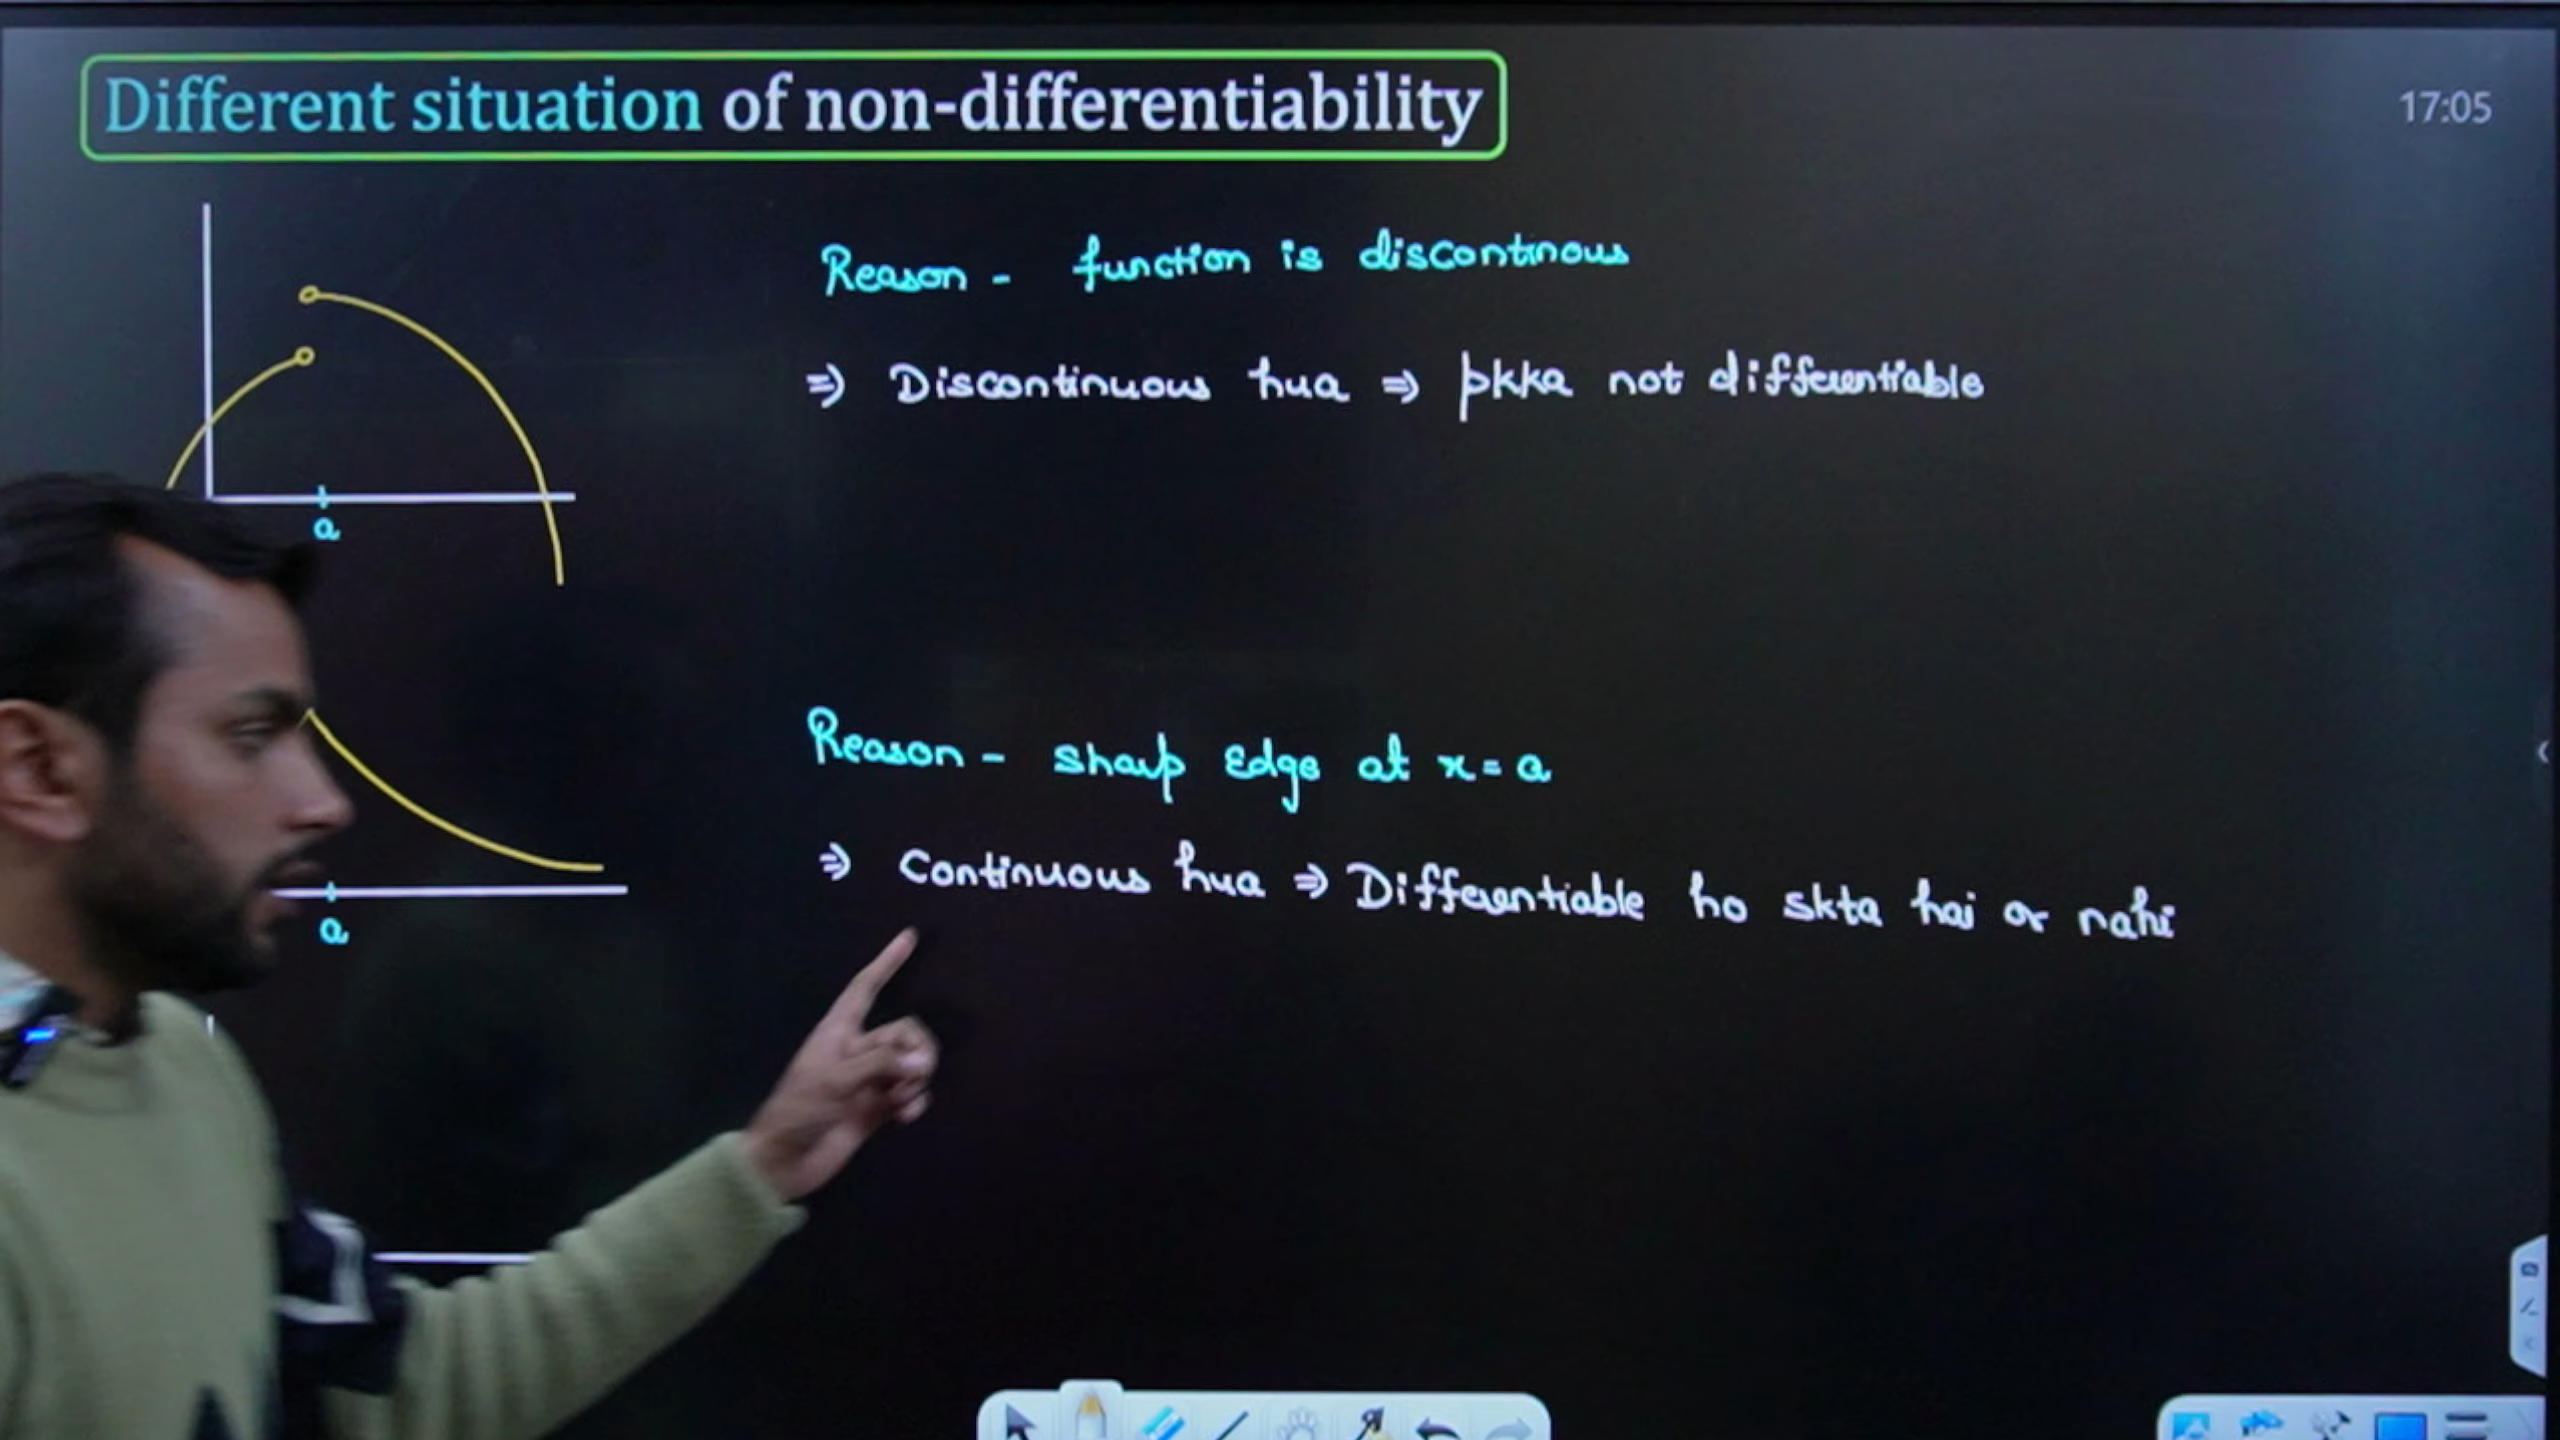 Different situation of non-differentiability
17:05
Reason - function is discontinous
⇒ Discontinuous hua ⇒ pkka not differentiable
a
Reason - sharp Edge at x = a
⇒ Continuous hua ⇒ Differentiable ho skta hai or nahi
a